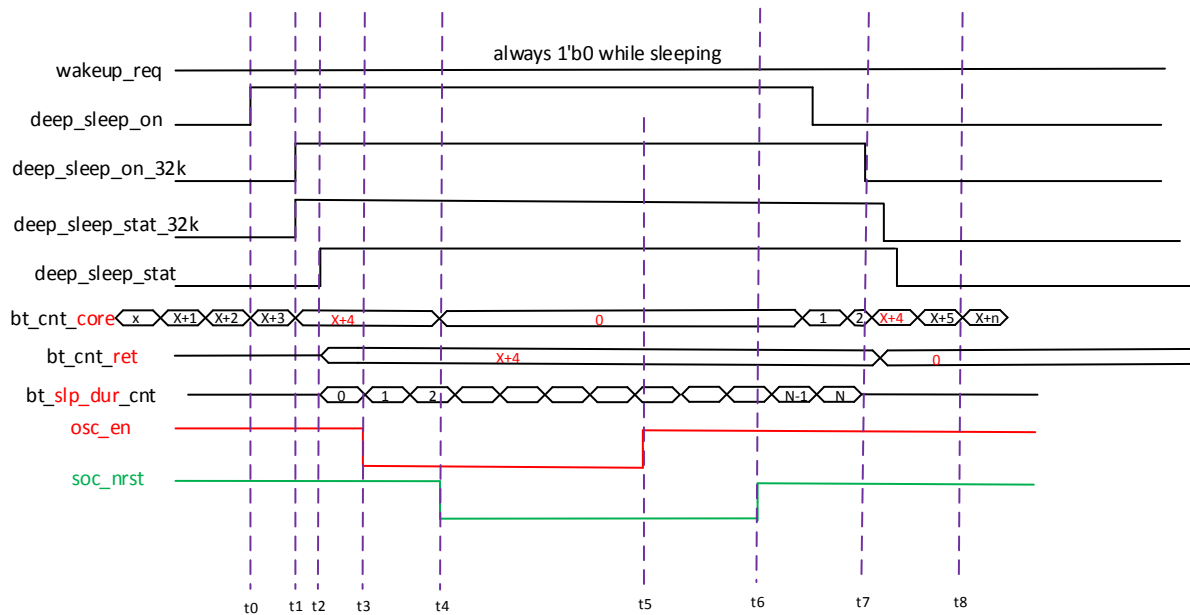 always 1'b0 while sleeping
wakeup_req
deep_sleep_on
deep_sleep_on_32k
deep_sleep_stat_32k
deep_sleep_stat
bt_cnt_core x X+1 X+2 X+3 X+4 0 1 2 X+4 X+5 X+n
bt_cnt_ret X+4 0
bt_slp_dur_cnt 0 1 2 N-1 N
osc_en
soc_nrst
t0 t1 t2 t3 t4 t5 t6 t7 t8